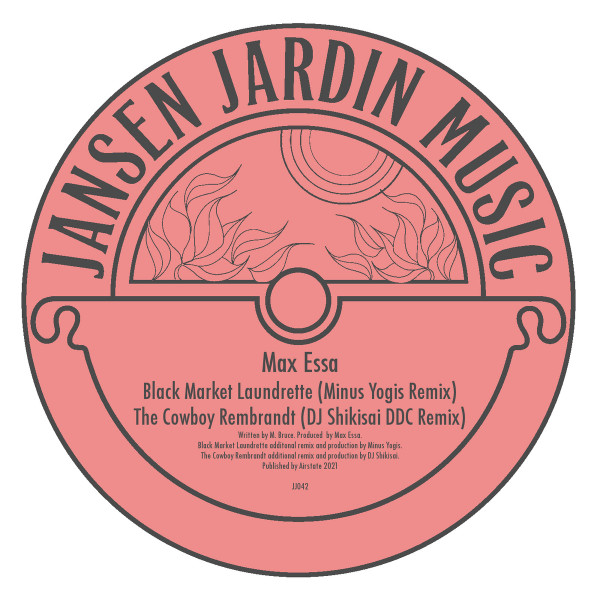 JANSEN JARDIN MUSIC
Max Essa
Black Market Laundrette (Minus Yogis Remix)
The Cowboy Rembrandt (DJ Shikisai DDC Remix)
Written by M. Brace. Produced by Max Essa.
Black Market Laundrette additonal remix and production by Minus Yogis.
The Cowboy Rembrandt additional remix and production by DJ Shikisai.
Published by Airstate 2021
JJ042